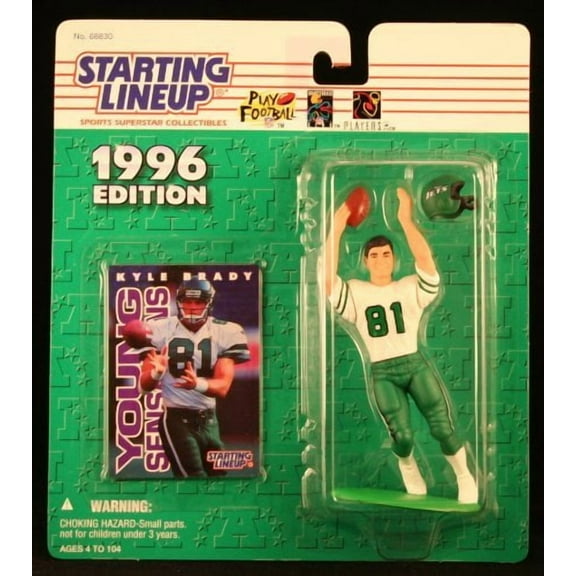 No. 68830
STARTING
LINEUP
SPORTS SUPERSTAR COLLECTIBLES
PLAY
FOOTBALL
TM
PLAYERS
1996
EDITION
JETS
KYLE BRADY
YOUNG
SENSATIONS
81
STARTING
LINEUP
81
WARNING:
CHOKING HAZARD-Small parts.
not for children under 3 years.
AGES 4 TO 104